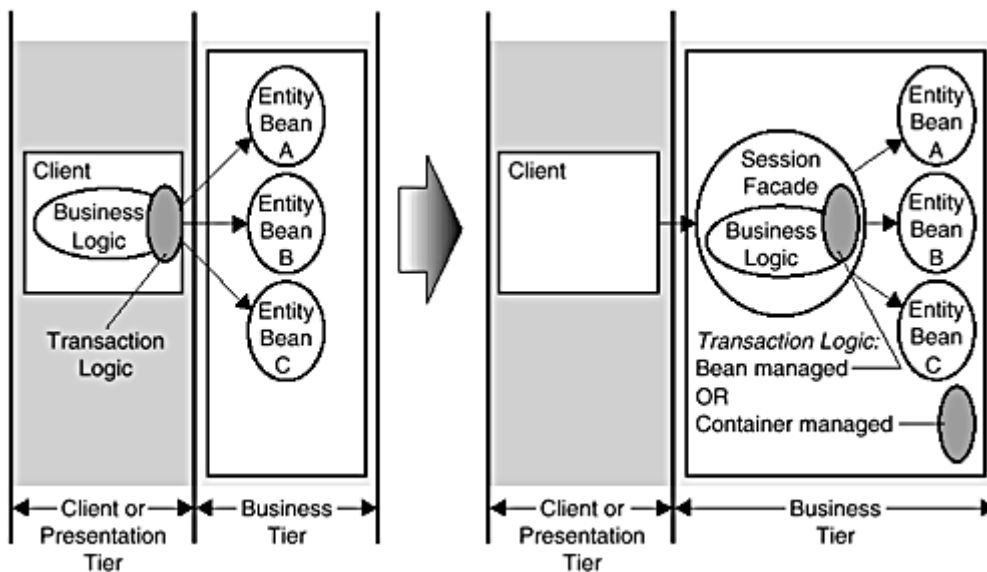 Client
Business
Logic
Transaction
Logic
Entity
Bean
A
Entity
Bean
B
Entity
Bean
C
Client or
Presentation
Tier
Business
Tier
Client
Session
Facade
Business
Logic
Entity
Bean
A
Entity
Bean
B
Entity
Bean
C
Transaction Logic:
Bean managed
OR
Container managed
Client or
Presentation
Tier
Business
Tier